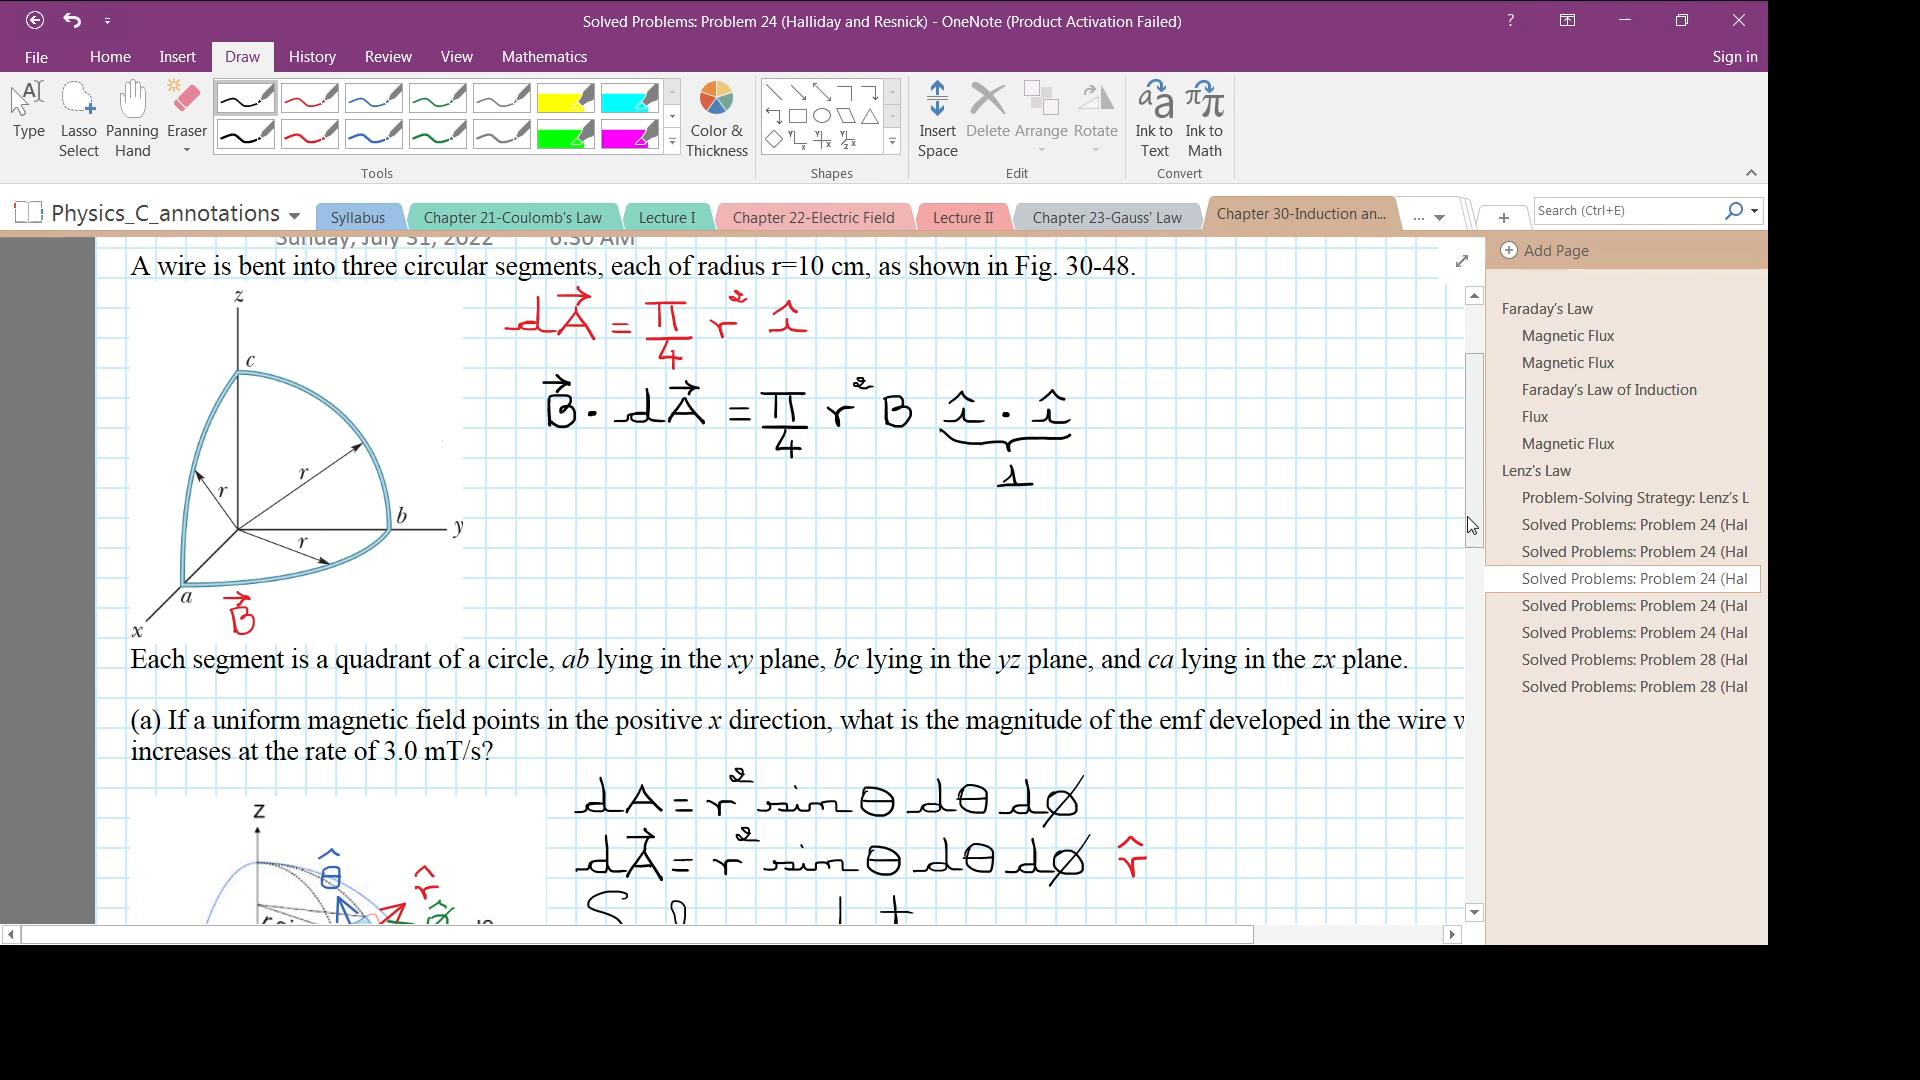 Solved Problems: Problem 24 (Halliday and Resnick) - OneNote (Product Activation Failed)
?
File Home Insert Draw History Review View Mathematics
Sign in
Type
Lasso Select
Panning Hand
Eraser
Color & Thickness
Insert Space
Delete
Arrange
Rotate
Ink to Text
Ink to Math
Tools
Shapes
Edit
Convert
Physics_C_annotations
Syllabus
Chapter 21-Coulomb's Law
Lecture I
Chapter 22-Electric Field
Lecture II
Chapter 23-Gauss' Law
Chapter 30-Induction an...
...
Search (Ctrl+E)
Add Page
Sunday, July 31, 2022 6:30 AM
A wire is bent into three circular segments, each of radius r=10 cm, as shown in Fig. 30-48.
z
c
r
r
b
y
r
a
x
B⃗
dA⃗ = π/4 r² î
B⃗ · dA⃗ = π/4 r² B î · î
1
Each segment is a quadrant of a circle, ab lying in the xy plane, bc lying in the yz plane, and ca lying in the zx plane.
(a) If a uniform magnetic field points in the positive x direction, what is the magnitude of the emf developed in the wire
increases at the rate of 3.0 mT/s?
dA = r² sin θ dθ dø
dA⃗ = r² sin θ dθ dø r̂
z
θ̂
r̂
ø̂
Faraday's Law
Magnetic Flux
Magnetic Flux
Faraday's Law of Induction
Flux
Magnetic Flux
Lenz's Law
Problem-Solving Strategy: Lenz's L
Solved Problems: Problem 24 (Hal
Solved Problems: Problem 24 (Hal
Solved Problems: Problem 24 (Hal
Solved Problems: Problem 24 (Hal
Solved Problems: Problem 24 (Hal
Solved Problems: Problem 28 (Hal
Solved Problems: Problem 28 (Hal